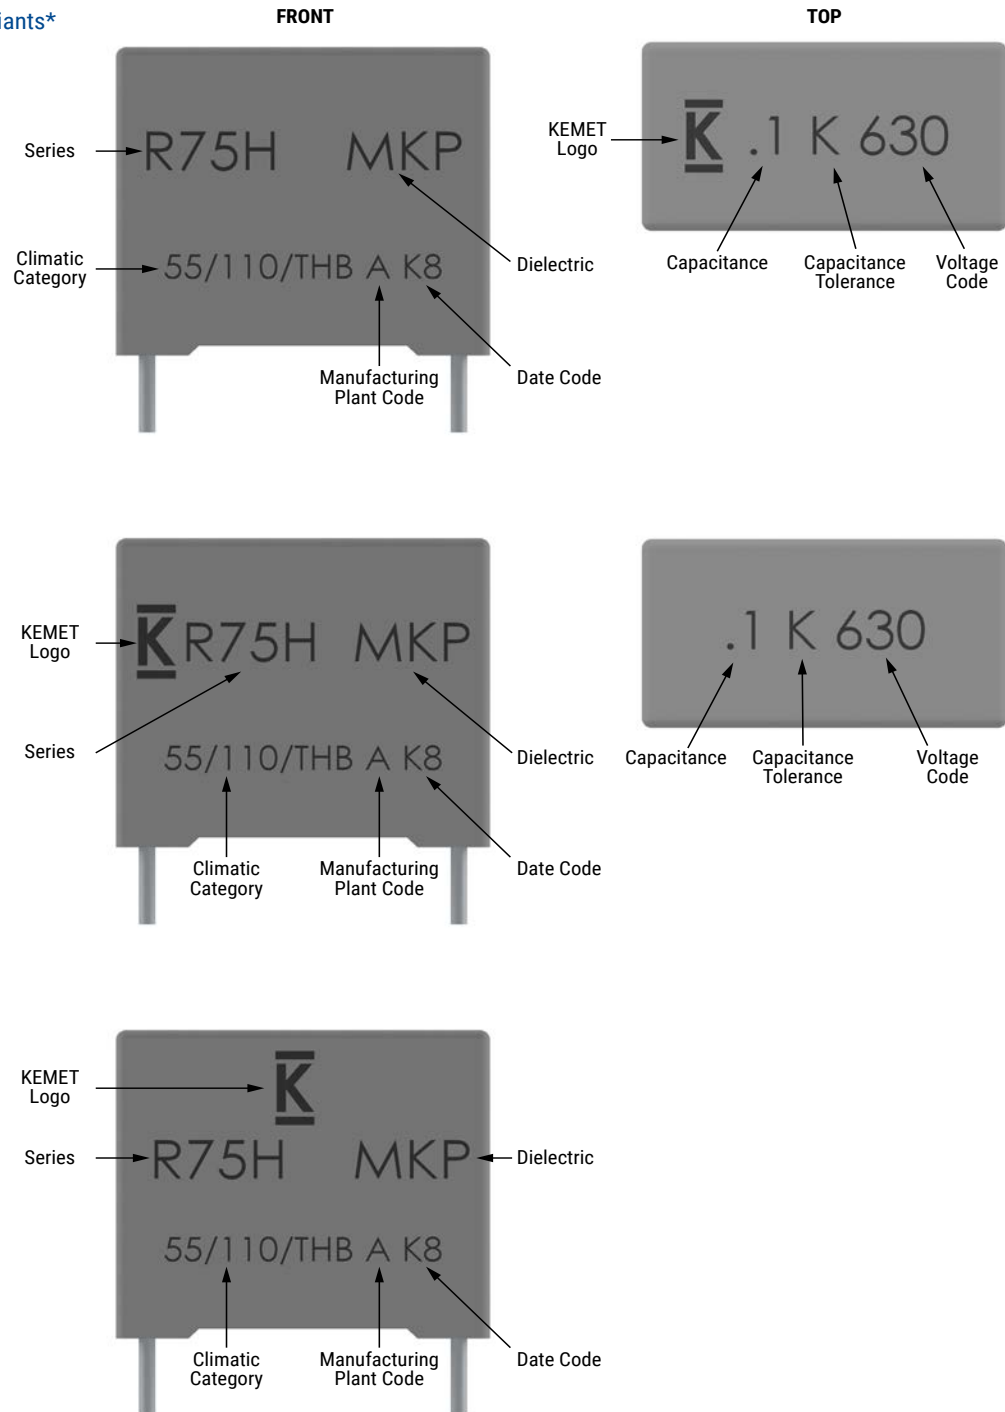 iants*
FRONT
TOP
R75H MKP
K .1 K 630
KEMET
Logo
Series
Climatic
Category
55/110/THB A K8
Dielectric
Capacitance
Capacitance
Tolerance
Voltage
Code
Manufacturing
Plant Code
Date Code
KEMET
Logo
K R75H MKP
.1 K 630
Series
55/110/THB A K8
Dielectric
Capacitance
Capacitance
Tolerance
Voltage
Code
Climatic
Category
Manufacturing
Plant Code
Date Code
KEMET
Logo
K
Series
R75H MKP
Dielectric
55/110/THB A K8
Climatic
Category
Manufacturing
Plant Code
Date Code